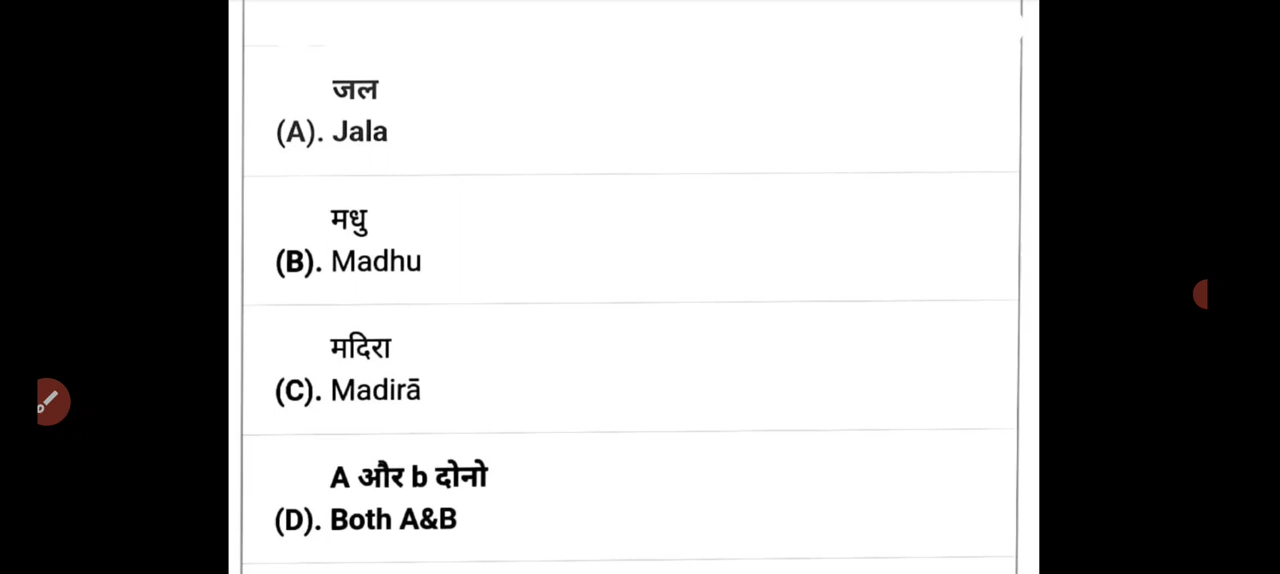 जल
(A). Jala
मधु
(B). Madhu
मदिरा
(C). Madirā
A और b दोनो
(D). Both A&B